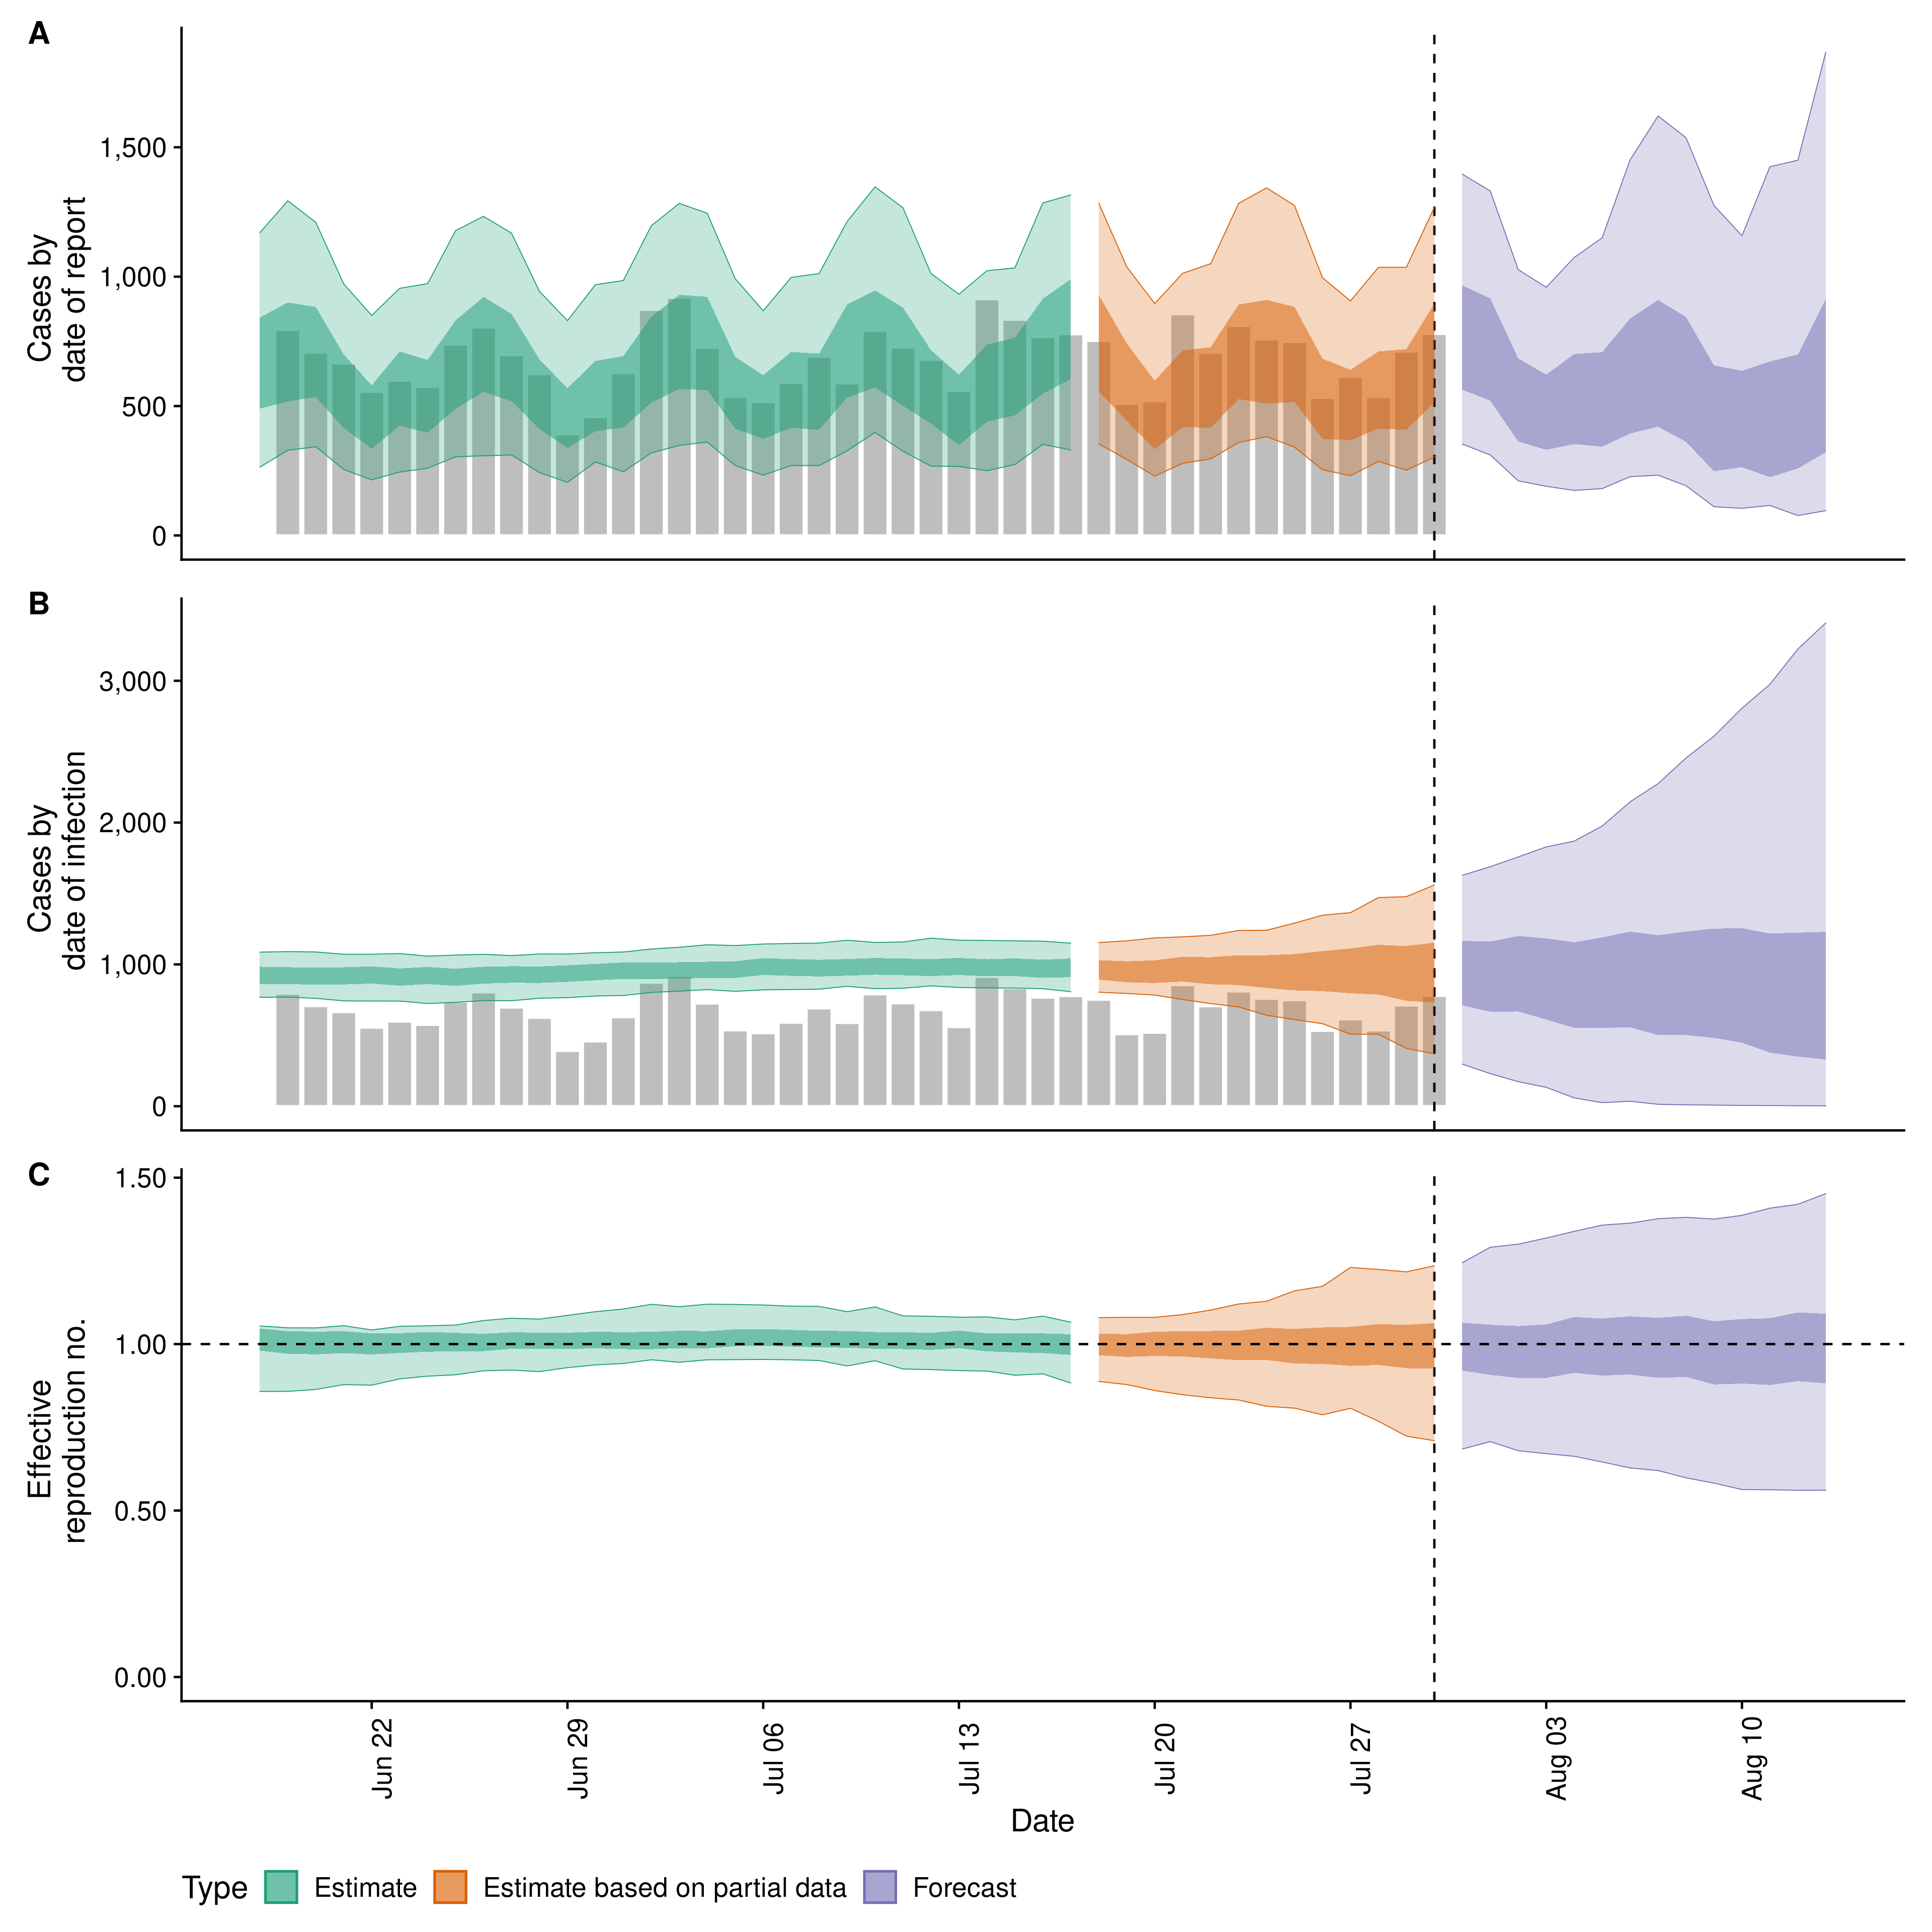 A
Cases by
date of report
1,500
1,000
500
0
B
Cases by
date of infection
3,000
2,000
1,000
0
C
Effective
reproduction no.
1.50
1.00
0.50
0.00
Jun 22
Jun 29
Jul 06
Jul 13
Jul 20
Jul 27
Aug 03
Aug 10
Date
Type
Estimate
Estimate based on partial data
Forecast